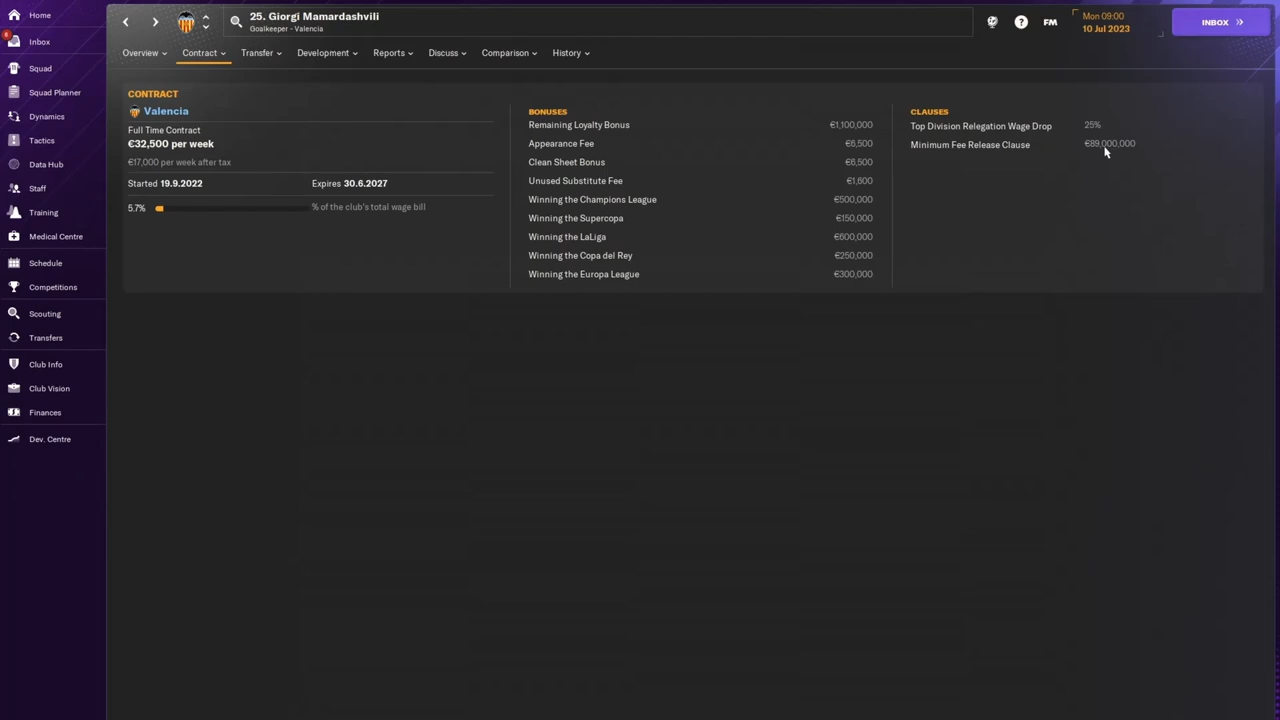 Home
25. Giorgi Mamardashvili
Goalkeeper - Valencia
FM
Mon 09:00
10 Jul 2023
INBOX
6
Inbox
Overview
Contract
Transfer
Development
Reports
Discuss
Comparison
History
Squad
Squad Planner
Dynamics
Tactics
Data Hub
Staff
Training
Medical Centre
Schedule
Competitions
Scouting
Transfers
Club Info
Club Vision
Finances
Dev. Centre
CONTRACT
Valencia
Full Time Contract
€32,500 per week
€17,000 per week after tax
Started 19.9.2022 Expires 30.6.2027
5.7% % of the club's total wage bill
BONUSES
Remaining Loyalty Bonus €1,100,000
Appearance Fee €6,500
Clean Sheet Bonus €6,500
Unused Substitute Fee €1,600
Winning the Champions League €500,000
Winning the Supercopa €150,000
Winning the LaLiga €600,000
Winning the Copa del Rey €250,000
Winning the Europa League €300,000
CLAUSES
Top Division Relegation Wage Drop 25%
Minimum Fee Release Clause €89,000,000